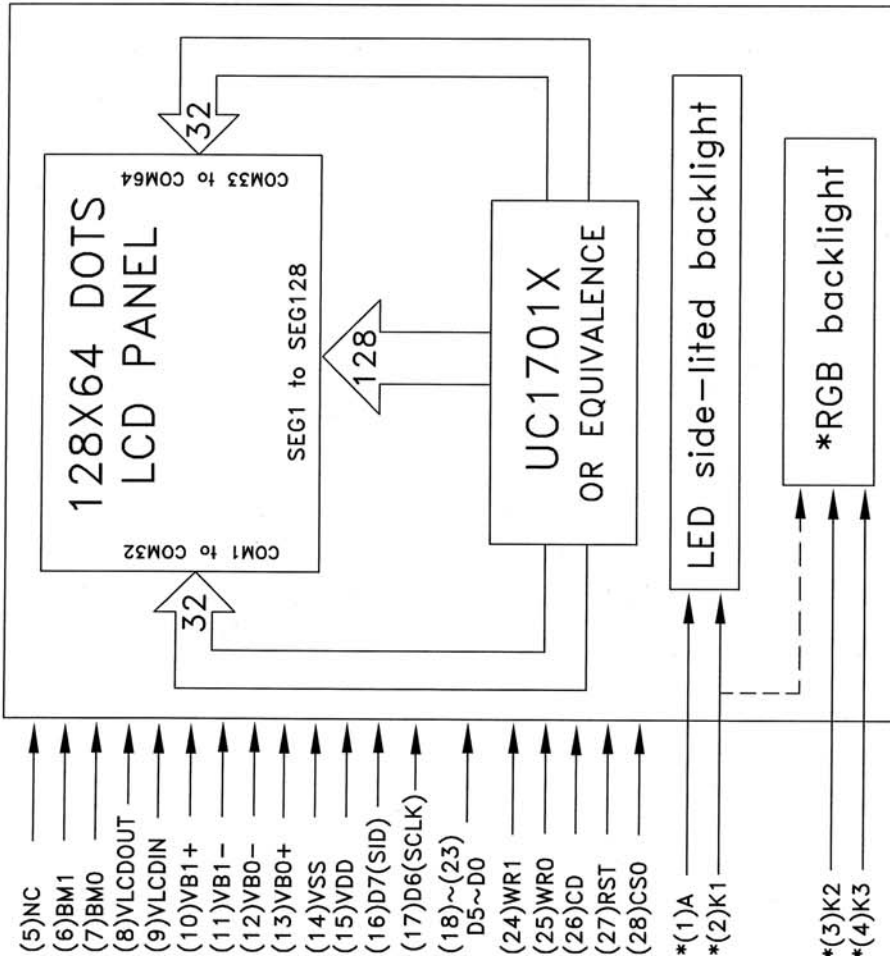 128X64 DOTS
LCD PANEL
COM33 to COM64
COM1 to COM32
SEG1 to SEG128
32
32
128
UC1701X
OR EQUIVALENCE
LED side-lited backlight
*RGB backlight
(5)NC
(6)BM1
(7)BM0
(8)VLCDOUT
(9)VLCDIN
(10)VB1+
(11)VB1-
(12)VB0-
(13)VB0+
(14)VSS
(15)VDD
(16)D7(SID)
(17)D6(SCLK)
(18)~(23)
D5~D0
(24)WR1
(25)WR0
(26)CD
(27)RST
(28)CS0
*(1)A
*(2)K1
*(3)K2
*(4)K3